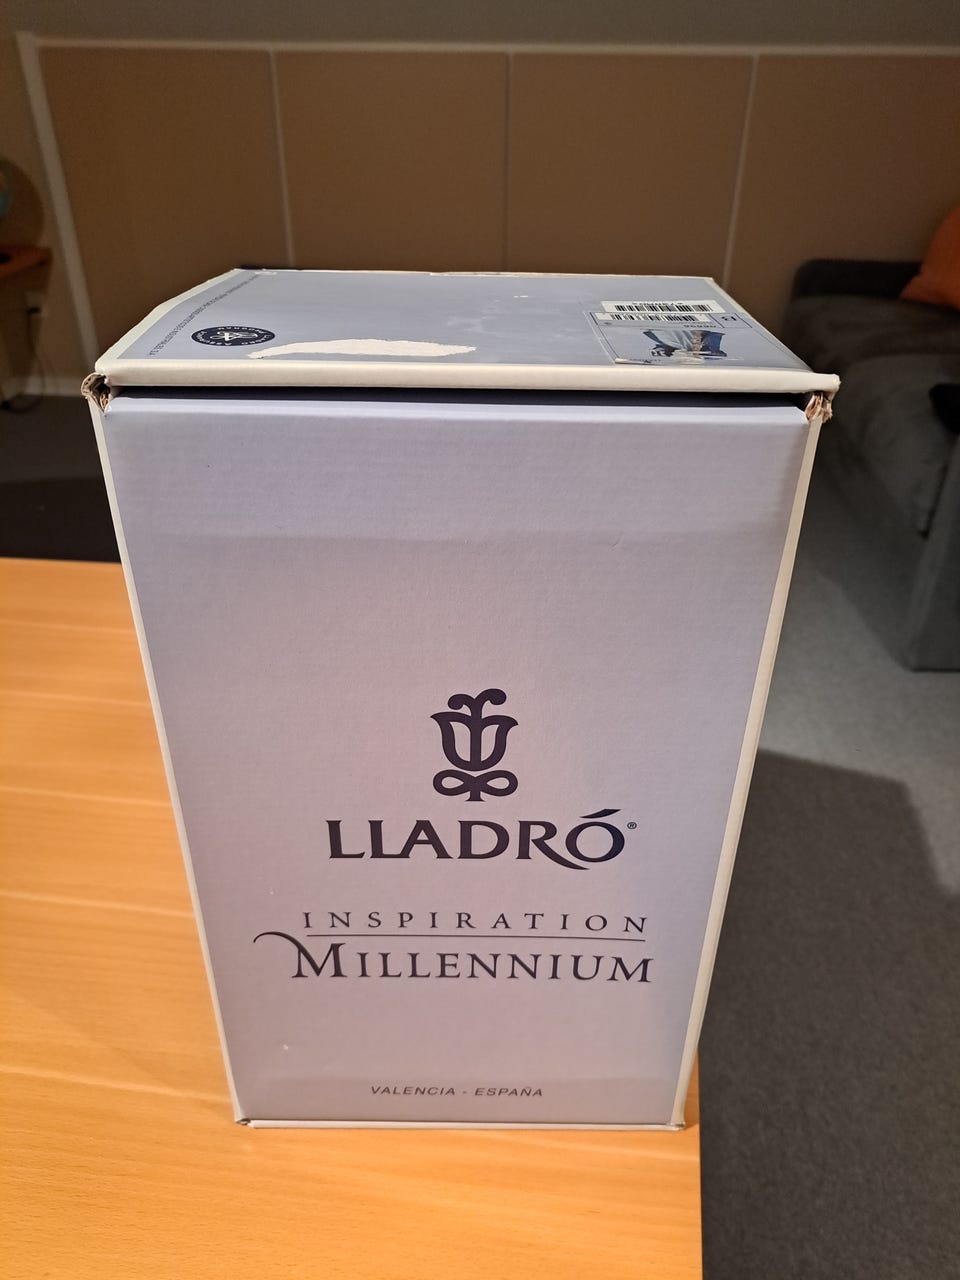 LLADRÓ®
INSPIRATION
MILLENNIUM
VALENCIA - ESPAÑA